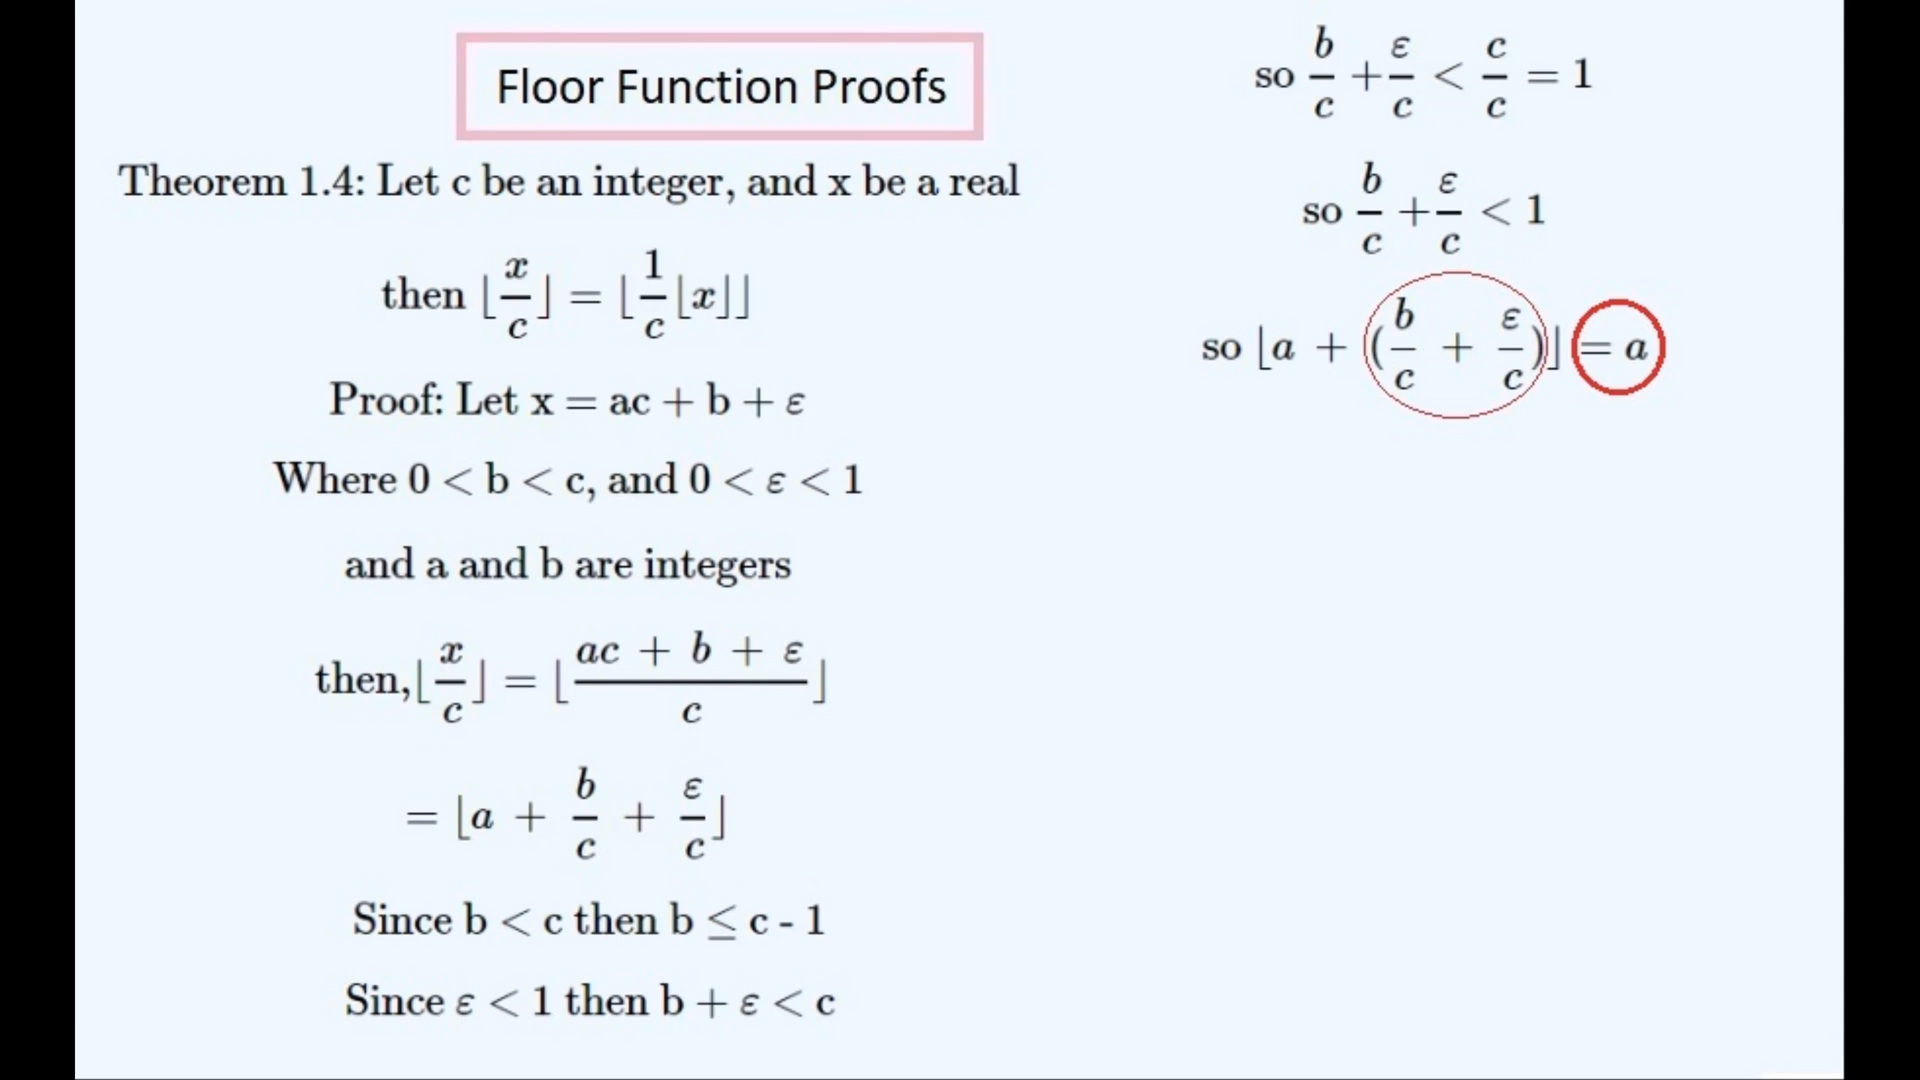 Floor Function Proofs
Theorem 1.4: Let c be an integer, and x be a real
then ⌊x/c⌋ = ⌊1/c⌊x⌋⌋
Proof: Let x = ac + b + ε
Where 0 < b < c, and 0 < ε < 1
and a and b are integers
then,⌊x/c⌋ = ⌊(ac + b + ε)/c⌋
= ⌊a + b/c + ε/c⌋
Since b < c then b ≤ c - 1
Since ε < 1 then b + ε < c
so b/c + ε/c < c/c = 1
so b/c + ε/c < 1
so ⌊a + (b/c + ε/c)⌋ = a